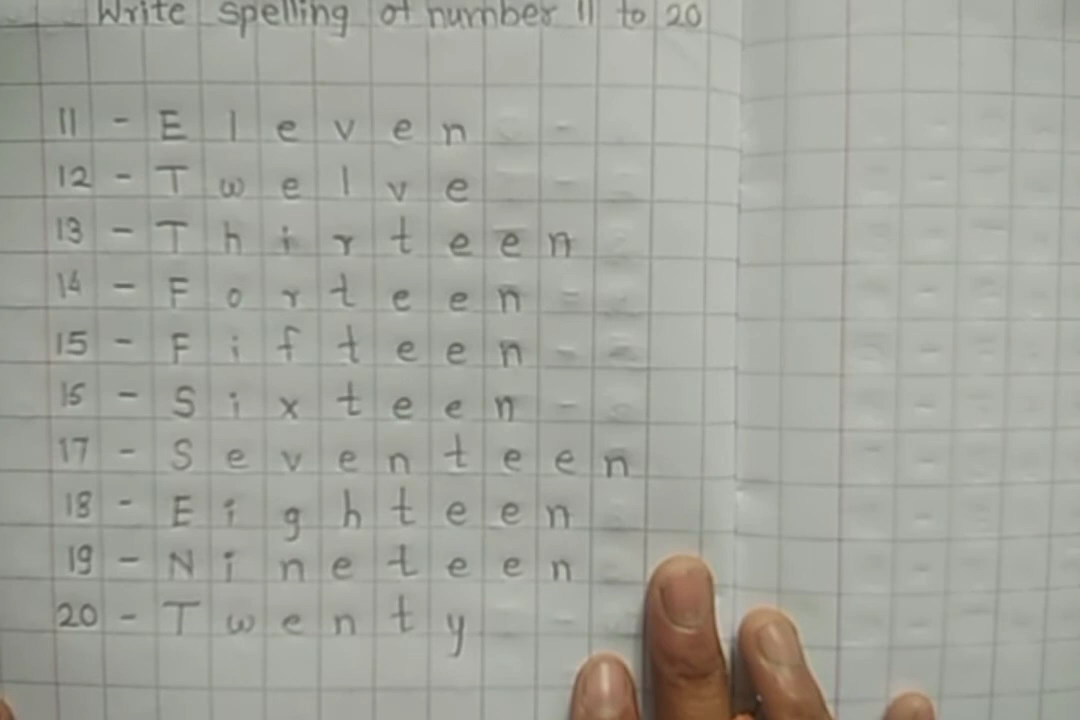 Write spelling of number 11 to 20
11 - Eleven
12 - Twelve
13 - Thirteen
14 - Forteen
15 - Fifteen
16 - Sixteen
17 - Seventeen
18 - Eighteen
19 - Nineteen
20 - Twenty